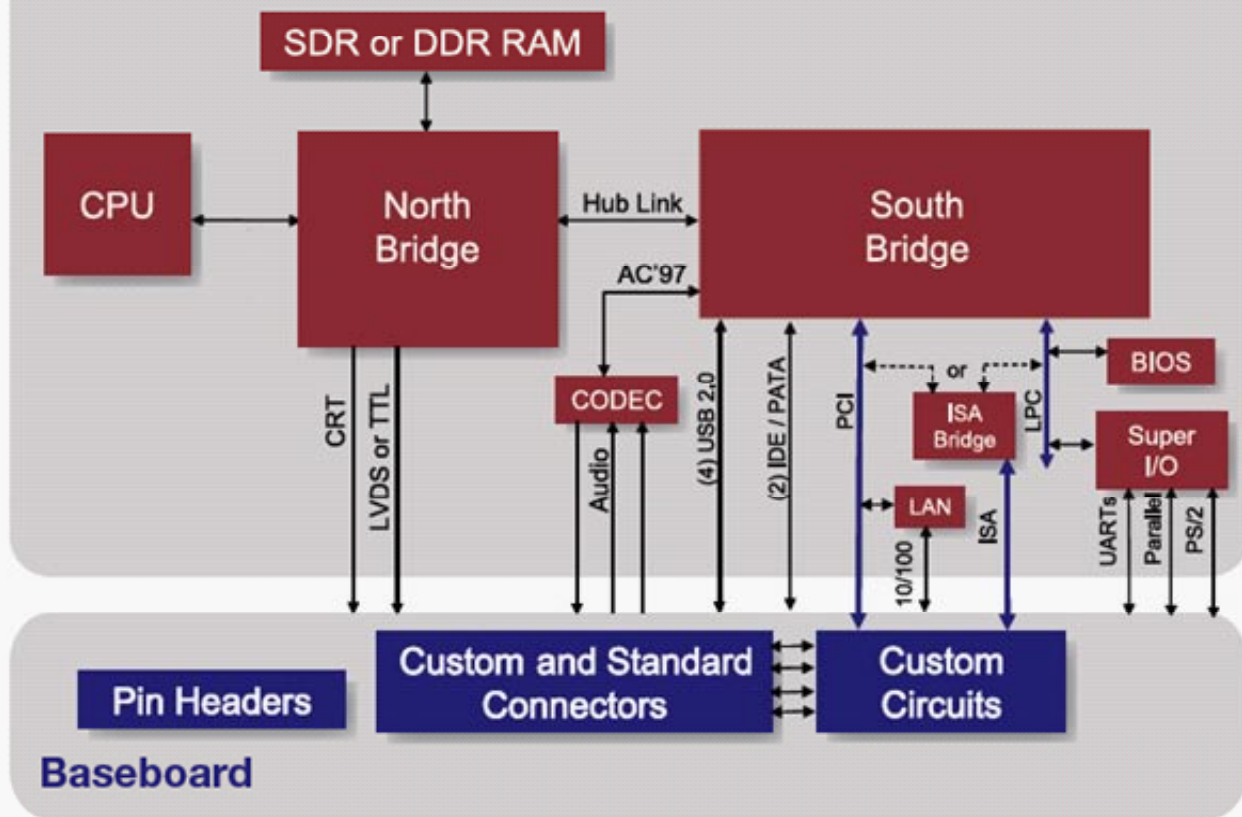 SDR or DDR RAM
CPU
North
Bridge
Hub Link
South
Bridge
AC'97
CODEC
BIOS
or
ISA
Bridge
Super
I/O
LAN
CRT
LVDS or TTL
Audio
(4) USB 2,0
(2) IDE / PATA
PCI
10/100
ISA
LPC
UARTs
Parallel
PS/2
Custom and Standard
Connectors
Custom
Circuits
Pin Headers
Baseboard